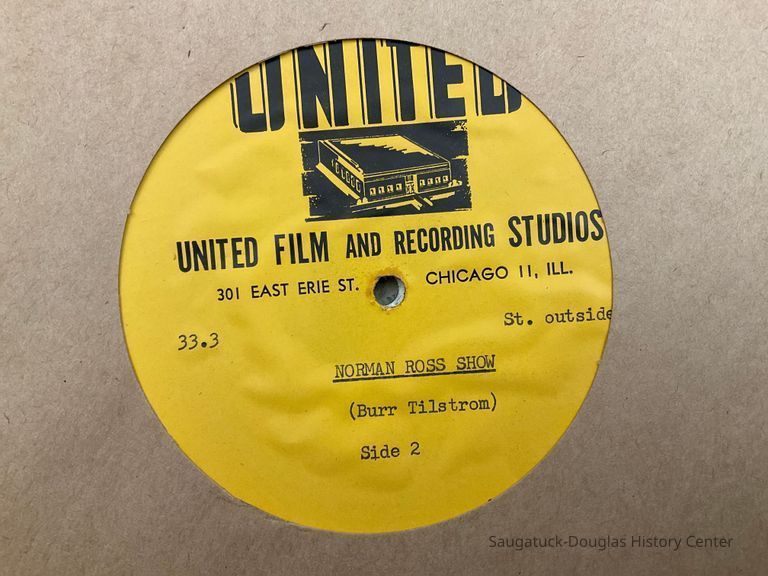 UNITED
UNITED FILM AND RECORDING STUDIOS
301 EAST ERIE ST. CHICAGO 11, ILL.
33.3 St. outside
NORMAN ROSS SHOW
(Burr Tilstrom)
Side 2
Saugatuck-Douglas History Center